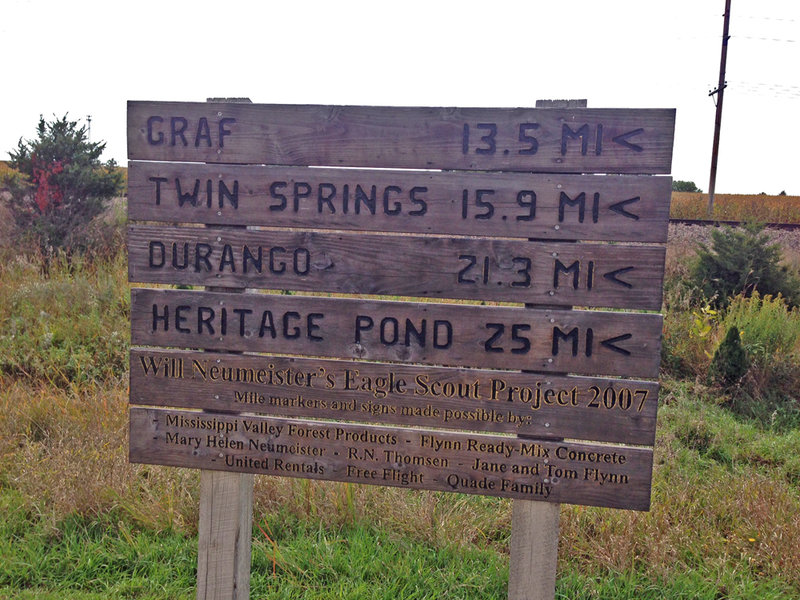 GRAF 13.5 MI<
TWIN SPRINGS 15.9 MI<
DURANGO 21.3 MI<
HERITAGE POND 25 MI<
Will Neumeister's Eagle Scout Project 2007
Mile markers and signs made possible by:
- Mississippi Valley Forest Products - Flynn Ready-Mix Concrete
- Mary Helen Neumeister - R.N. Thomsen - Jane and Tom Flynn
- United Rentals - Free Flight - Quade Family